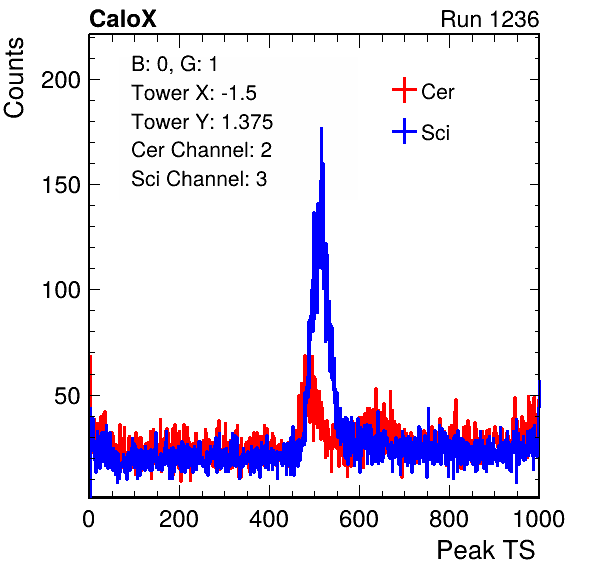 CaloX
Run 1236
Counts
B: 0, G: 1
Tower X: -1.5
Tower Y: 1.375
Cer Channel: 2
Sci Channel: 3
Cer
Sci
200
150
100
50
0
200
400
600
800
1000
Peak TS